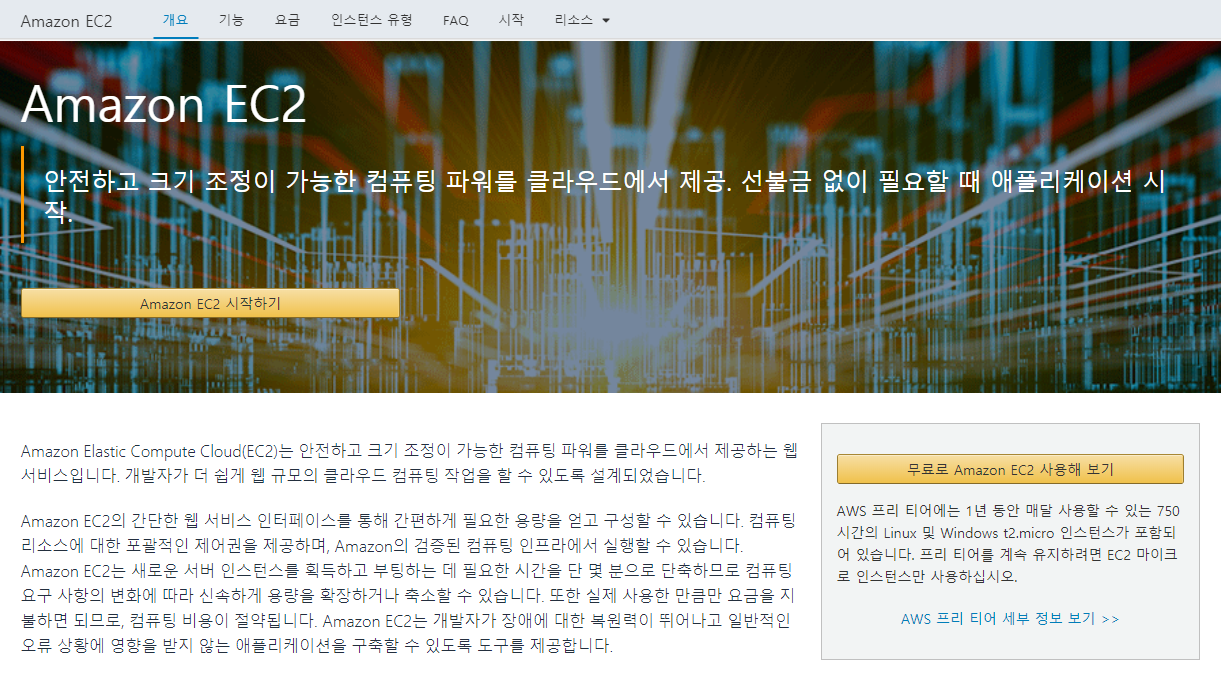 Amazon EC2 개요 기능 요금 인스턴스 유형 FAQ 시작 리소스
Amazon EC2
안전하고 크기 조정이 가능한 컴퓨팅 파워를 클라우드에서 제공. 선불금 없이 필요할 때 애플리케이션 시
작.
Amazon EC2 시작하기
Amazon Elastic Compute Cloud(EC2)는 안전하고 크기 조정이 가능한 컴퓨팅 파워를 클라우드에서 제공하는 웹
서비스입니다. 개발자가 더 쉽게 웹 규모의 클라우드 컴퓨팅 작업을 할 수 있도록 설계되었습니다.
Amazon EC2의 간단한 웹 서비스 인터페이스를 통해 간편하게 필요한 용량을 얻고 구성할 수 있습니다. 컴퓨팅
리소스에 대한 포괄적인 제어권을 제공하며, Amazon의 검증된 컴퓨팅 인프라에서 실행할 수 있습니다.
Amazon EC2는 새로운 서버 인스턴스를 획득하고 부팅하는 데 필요한 시간을 단 몇 분으로 단축하므로 컴퓨팅
요구 사항의 변화에 따라 신속하게 용량을 확장하거나 축소할 수 있습니다. 또한 실제 사용한 만큼만 요금을 지
불하면 되므로, 컴퓨팅 비용이 절약됩니다. Amazon EC2는 개발자가 장애에 대한 복원력이 뛰어나고 일반적인
오류 상황에 영향을 받지 않는 애플리케이션을 구축할 수 있도록 도구를 제공합니다.
무료로 Amazon EC2 사용해 보기
AWS 프리 티어에는 1년 동안 매달 사용할 수 있는 750
시간의 Linux 및 Windows t2.micro 인스턴스가 포함되
어 있습니다. 프리 티어를 계속 유지하려면 EC2 마이크
로 인스턴스만 사용하십시오.
AWS 프리 티어 세부 정보 보기 >>